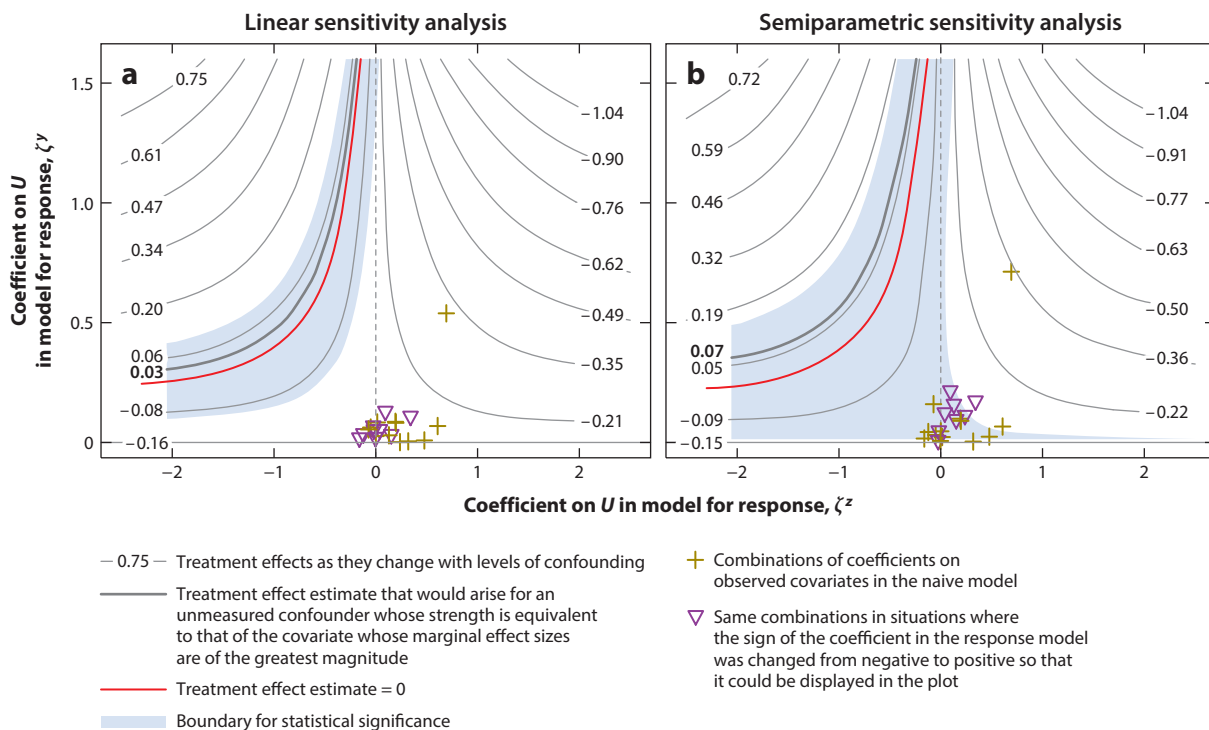 Linear sensitivity analysis
Semiparametric sensitivity analysis
a
b
Coefficient on U
in model for response, ζʸ
1.5
1.0
0.5
0
0.75
0.61
0.47
0.34
0.20
0.06
0.03
−0.08
−0.16
−1.04
−0.90
−0.76
−0.62
−0.49
−0.35
−0.21
0.72
0.59
0.46
0.32
0.19
0.07
0.05
−0.09
−0.15
−1.04
−0.91
−0.77
−0.63
−0.50
−0.36
−0.22
−2
−1
0
1
2
−2
−1
0
1
2
Coefficient on U in model for response, ζᶻ
0.75 Treatment effects as they change with levels of confounding
Treatment effect estimate that would arise for an
unmeasured confounder whose strength is equivalent
to that of the covariate whose marginal effect sizes
are of the greatest magnitude
Treatment effect estimate = 0
Boundary for statistical significance
Combinations of coefficients on
observed covariates in the naive model
Same combinations in situations where
the sign of the coefficient in the response model
was changed from negative to positive so that
it could be displayed in the plot